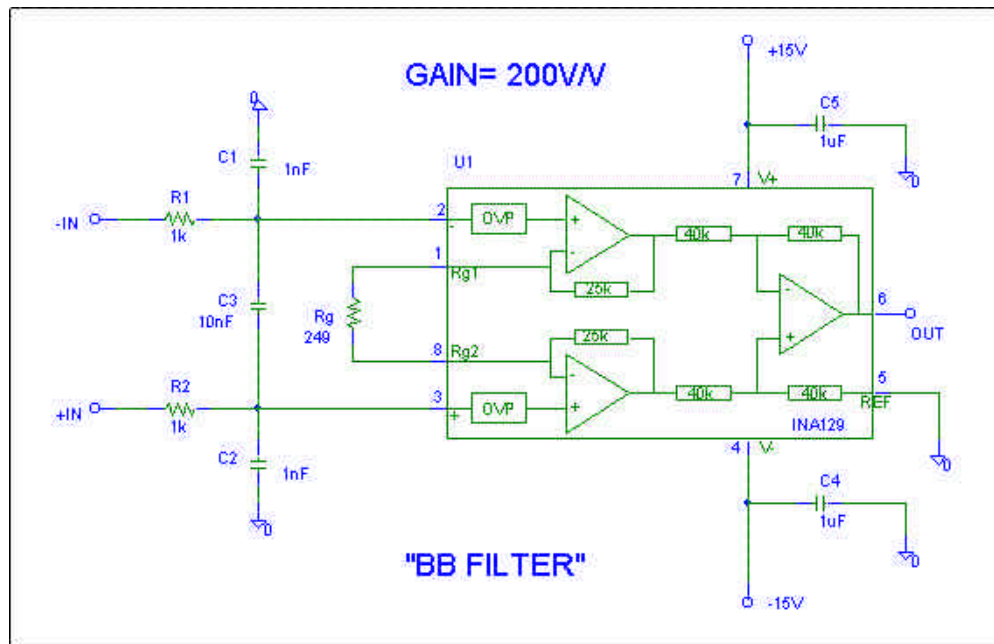 GAIN= 200V/V
+15V
C5
1uF
0
0
C1
1nF
U1
7 V+
R1
-IN
1k
2
-
OVP
+
-
40k
40k
1
Rg1
25k
C3
10nF
Rg
249
6
OUT
-
+
8
Rg2
25k
-
+
R2
+IN
1k
3
+
OVP
40k
40k
5
REF
INA129
C2
1nF
0
4 V-
0
C4
1uF
0
"BB FILTER"
-15V